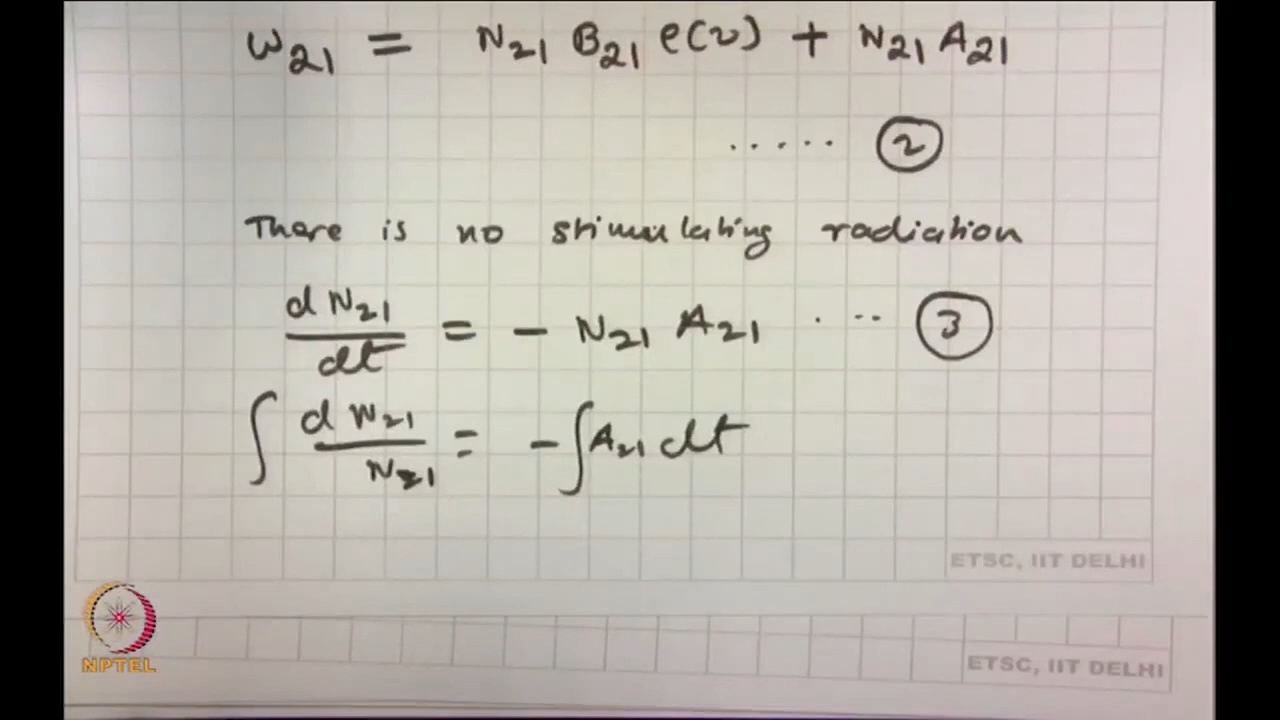 W21 = N21 B21 ρ(ν) + N21 A21
..... 2
There is no stimulating radiation
dN21/dt = - N21 A21 ... 3
∫ dN21/N21 = - ∫ A21 dt
ETSC, IIT DELHI
NPTEL
ETSC, IIT DELHI